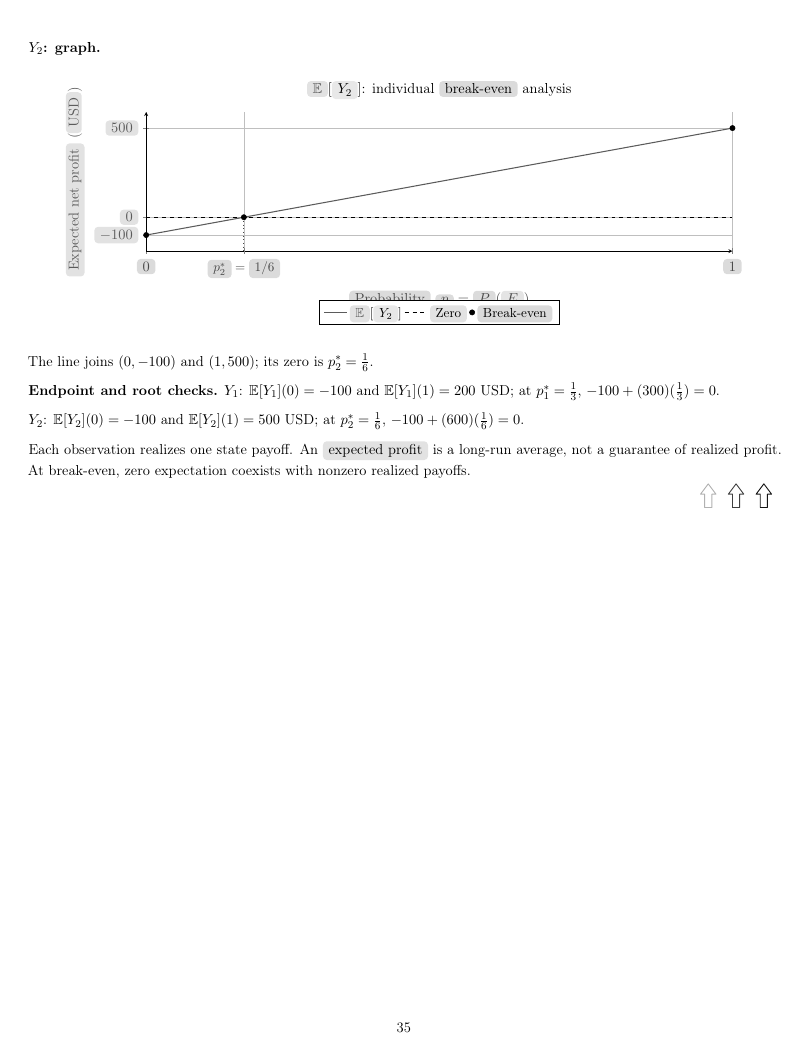 Y₂: graph.
𝔼[Y₂]: individual break-even analysis
Expected net profit (USD)
500
0
−100
0
p₂* = 1/6
1
Probability p = P(E)
𝔼[Y₂] Zero Break-even
The line joins (0, −100) and (1, 500); its zero is p₂* = 1/6.
Endpoint and root checks. Y₁: 𝔼[Y₁](0) = −100 and 𝔼[Y₁](1) = 200 USD; at p₁* = 1/3, −100 + (300)(1/3) = 0.
Y₂: 𝔼[Y₂](0) = −100 and 𝔼[Y₂](1) = 500 USD; at p₂* = 1/6, −100 + (600)(1/6) = 0.
Each observation realizes one state payoff. An expected profit is a long-run average, not a guarantee of realized profit.
At break-even, zero expectation coexists with nonzero realized payoffs.
35